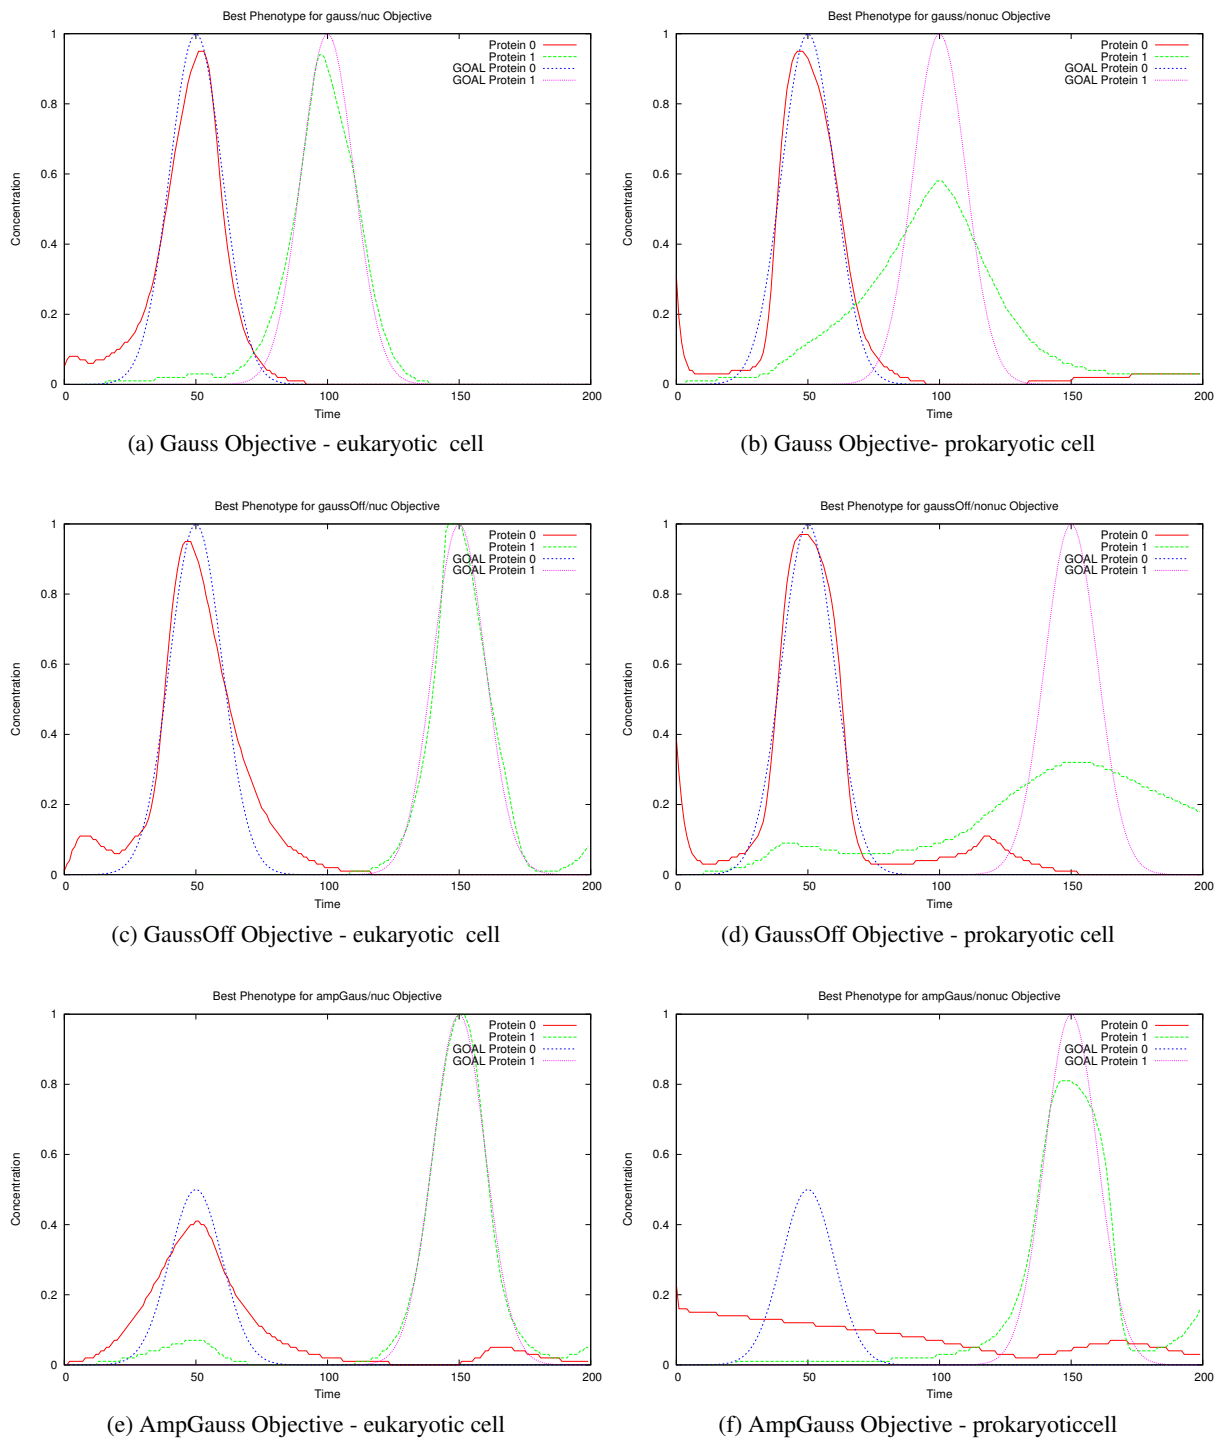 Best Phenotype for gauss/nuc Objective
1
0.8
0.6
0.4
0.2
0
0
50
100
150
200
Concentration
Time
Protein 0
Protein 1
GOAL Protein 0
GOAL Protein 1
(a) Gauss Objective - eukaryotic cell
Best Phenotype for gauss/nonuc Objective
1
0.8
0.6
0.4
0.2
0
0
50
100
150
200
Concentration
Time
Protein 0
Protein 1
GOAL Protein 0
GOAL Protein 1
(b) Gauss Objective- prokaryotic cell
Best Phenotype for gaussOff/nuc Objective
1
0.8
0.6
0.4
0.2
0
0
50
100
150
200
Concentration
Time
Protein 0
Protein 1
GOAL Protein 0
GOAL Protein 1
(c) GaussOff Objective - eukaryotic cell
Best Phenotype for gaussOff/nonuc Objective
1
0.8
0.6
0.4
0.2
0
0
50
100
150
200
Concentration
Time
Protein 0
Protein 1
GOAL Protein 0
GOAL Protein 1
(d) GaussOff Objective - prokaryotic cell
Best Phenotype for ampGaus/nuc Objective
1
0.8
0.6
0.4
0.2
0
0
50
100
150
200
Concentration
Time
Protein 0
Protein 1
GOAL Protein 0
GOAL Protein 1
(e) AmpGauss Objective - eukaryotic cell
Best Phenotype for ampGaus/nonuc Objective
1
0.8
0.6
0.4
0.2
0
0
50
100
150
200
Concentration
Time
Protein 0
Protein 1
GOAL Protein 0
GOAL Protein 1
(f) AmpGauss Objective - prokaryoticcell